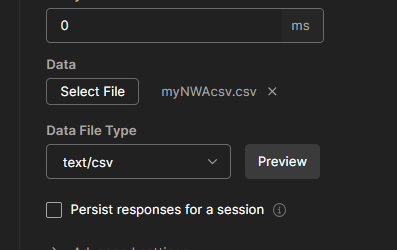 0 ms
Data
Select File myNWAcsv.csv
Data File Type
text/csv Preview
Persist responses for a session